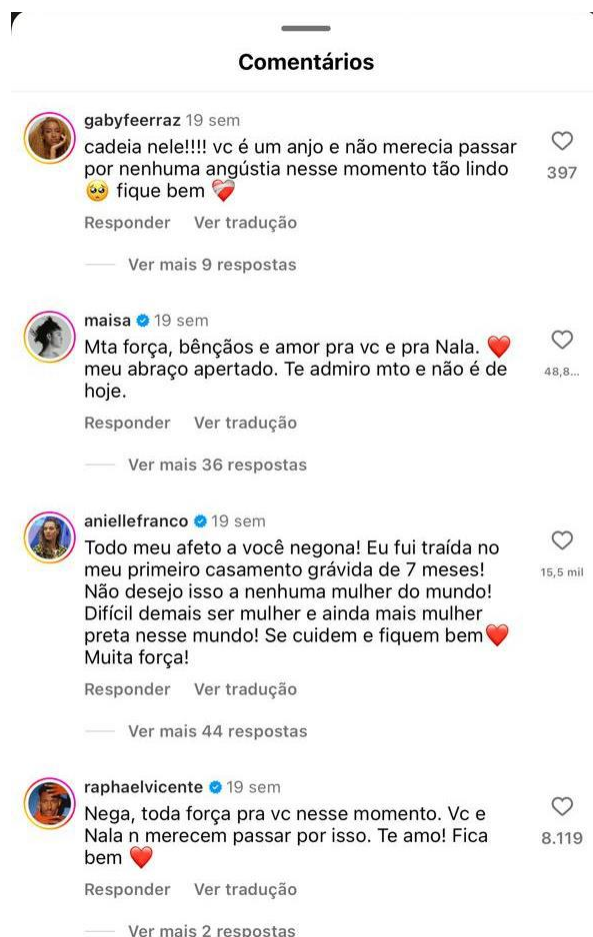 Comentários
gabyfeerraz 19 sem
cadeia nele!!!! vc é um anjo e não merecia passar
por nenhuma angústia nesse momento tão lindo
🥺 fique bem ❤️‍🩹
397
Responder Ver tradução
Ver mais 9 respostas
maisa 19 sem
Mta força, bênçãos e amor pra vc e pra Nala. ❤️
meu abraço apertado. Te admiro mto e não é de
hoje.
48,8...
Responder Ver tradução
Ver mais 36 respostas
aniellefranco 19 sem
Todo meu afeto a você negona! Eu fui traída no
meu primeiro casamento grávida de 7 meses!
Não desejo isso a nenhuma mulher do mundo!
Difícil demais ser mulher e ainda mais mulher
preta nesse mundo! Se cuidem e fiquem bem❤️
Muita força!
15,5 mil
Responder Ver tradução
Ver mais 44 respostas
raphaelvicente 19 sem
Nega, toda força pra vc nesse momento. Vc e
Nala n merecem passar por isso. Te amo! Fica
bem ❤️
8.119
Responder Ver tradução
Ver mais 2 respostas